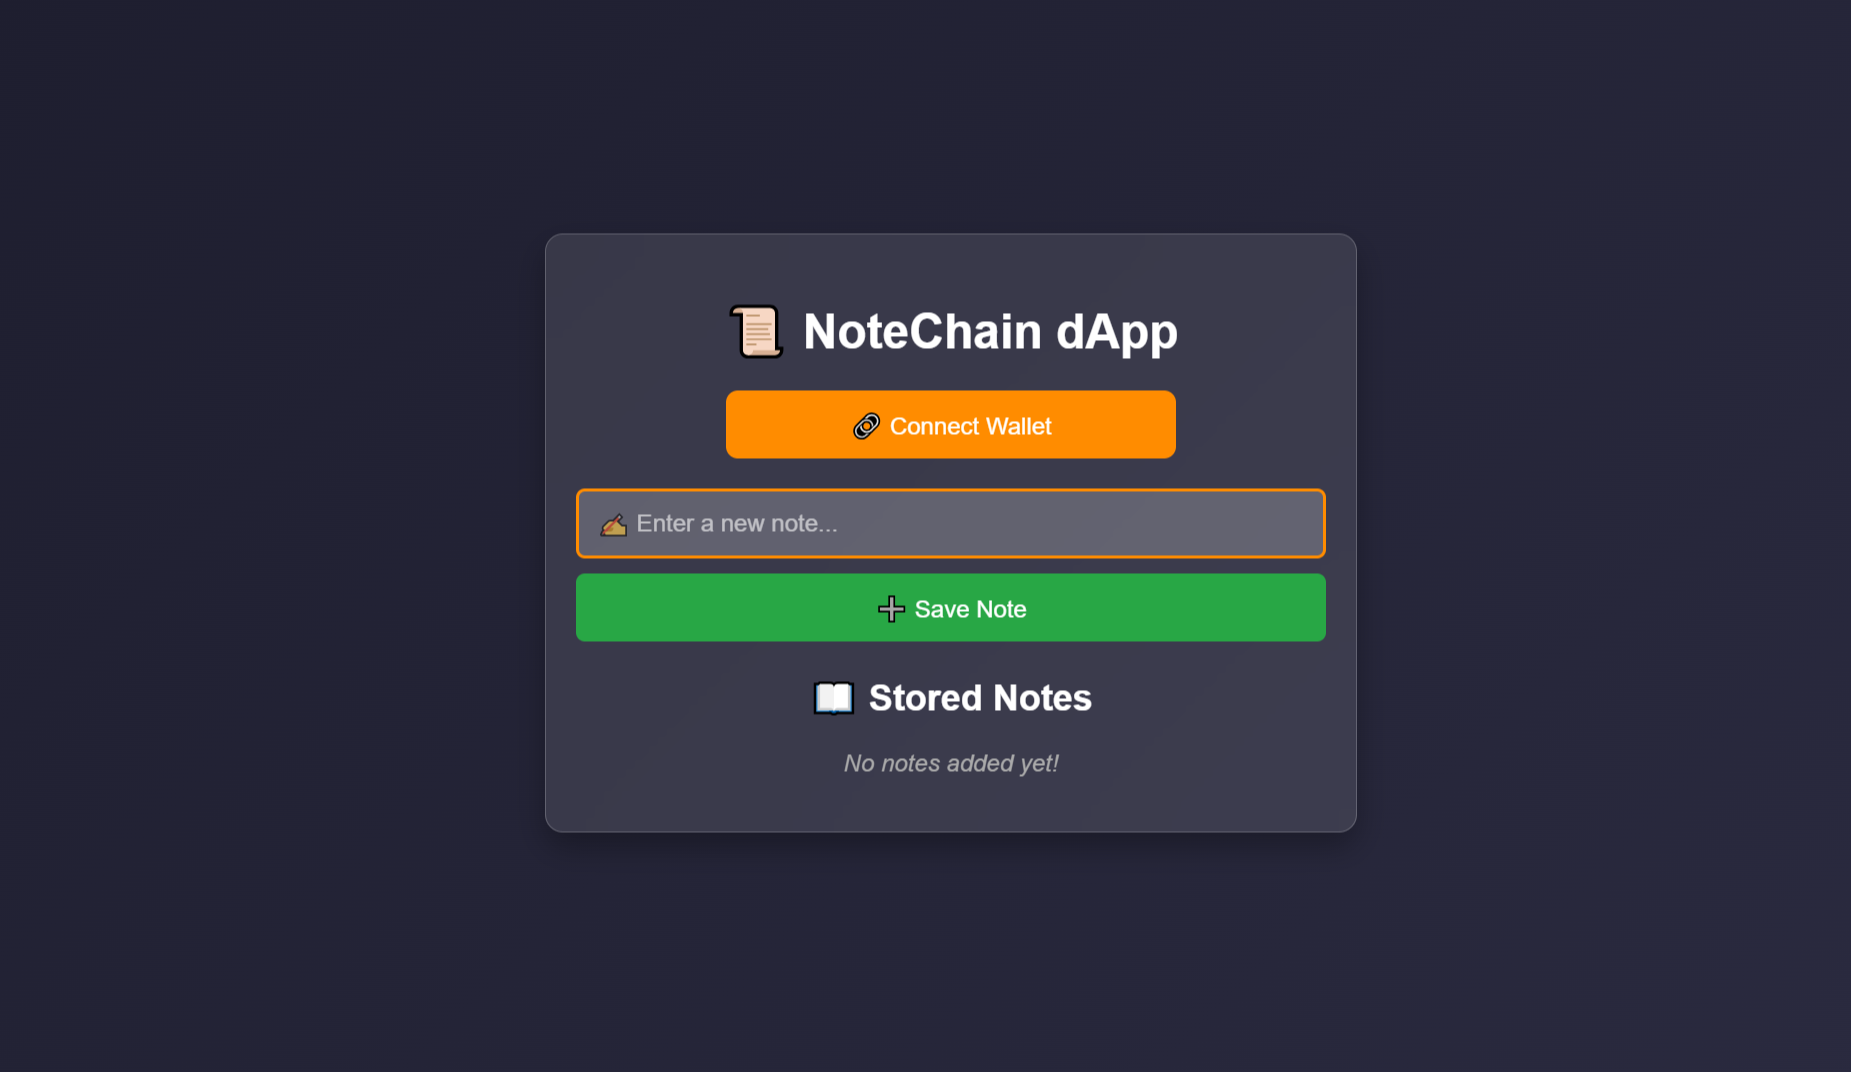 📜 NoteChain dApp
🔗 Connect Wallet
✍️ Enter a new note...
➕ Save Note
📖 Stored Notes
No notes added yet!